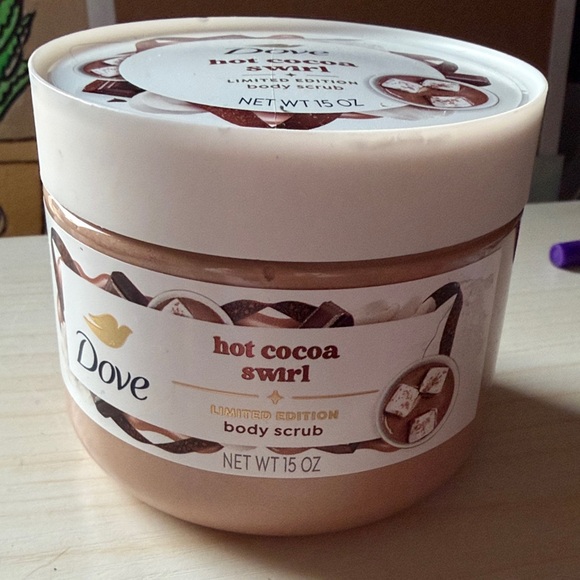 Dove
hot cocoa
swirl
LIMITED EDITION
body scrub
NET WT 15 OZ
Dove
hot cocoa
swirl
LIMITED EDITION
body scrub
NET WT 15 OZ